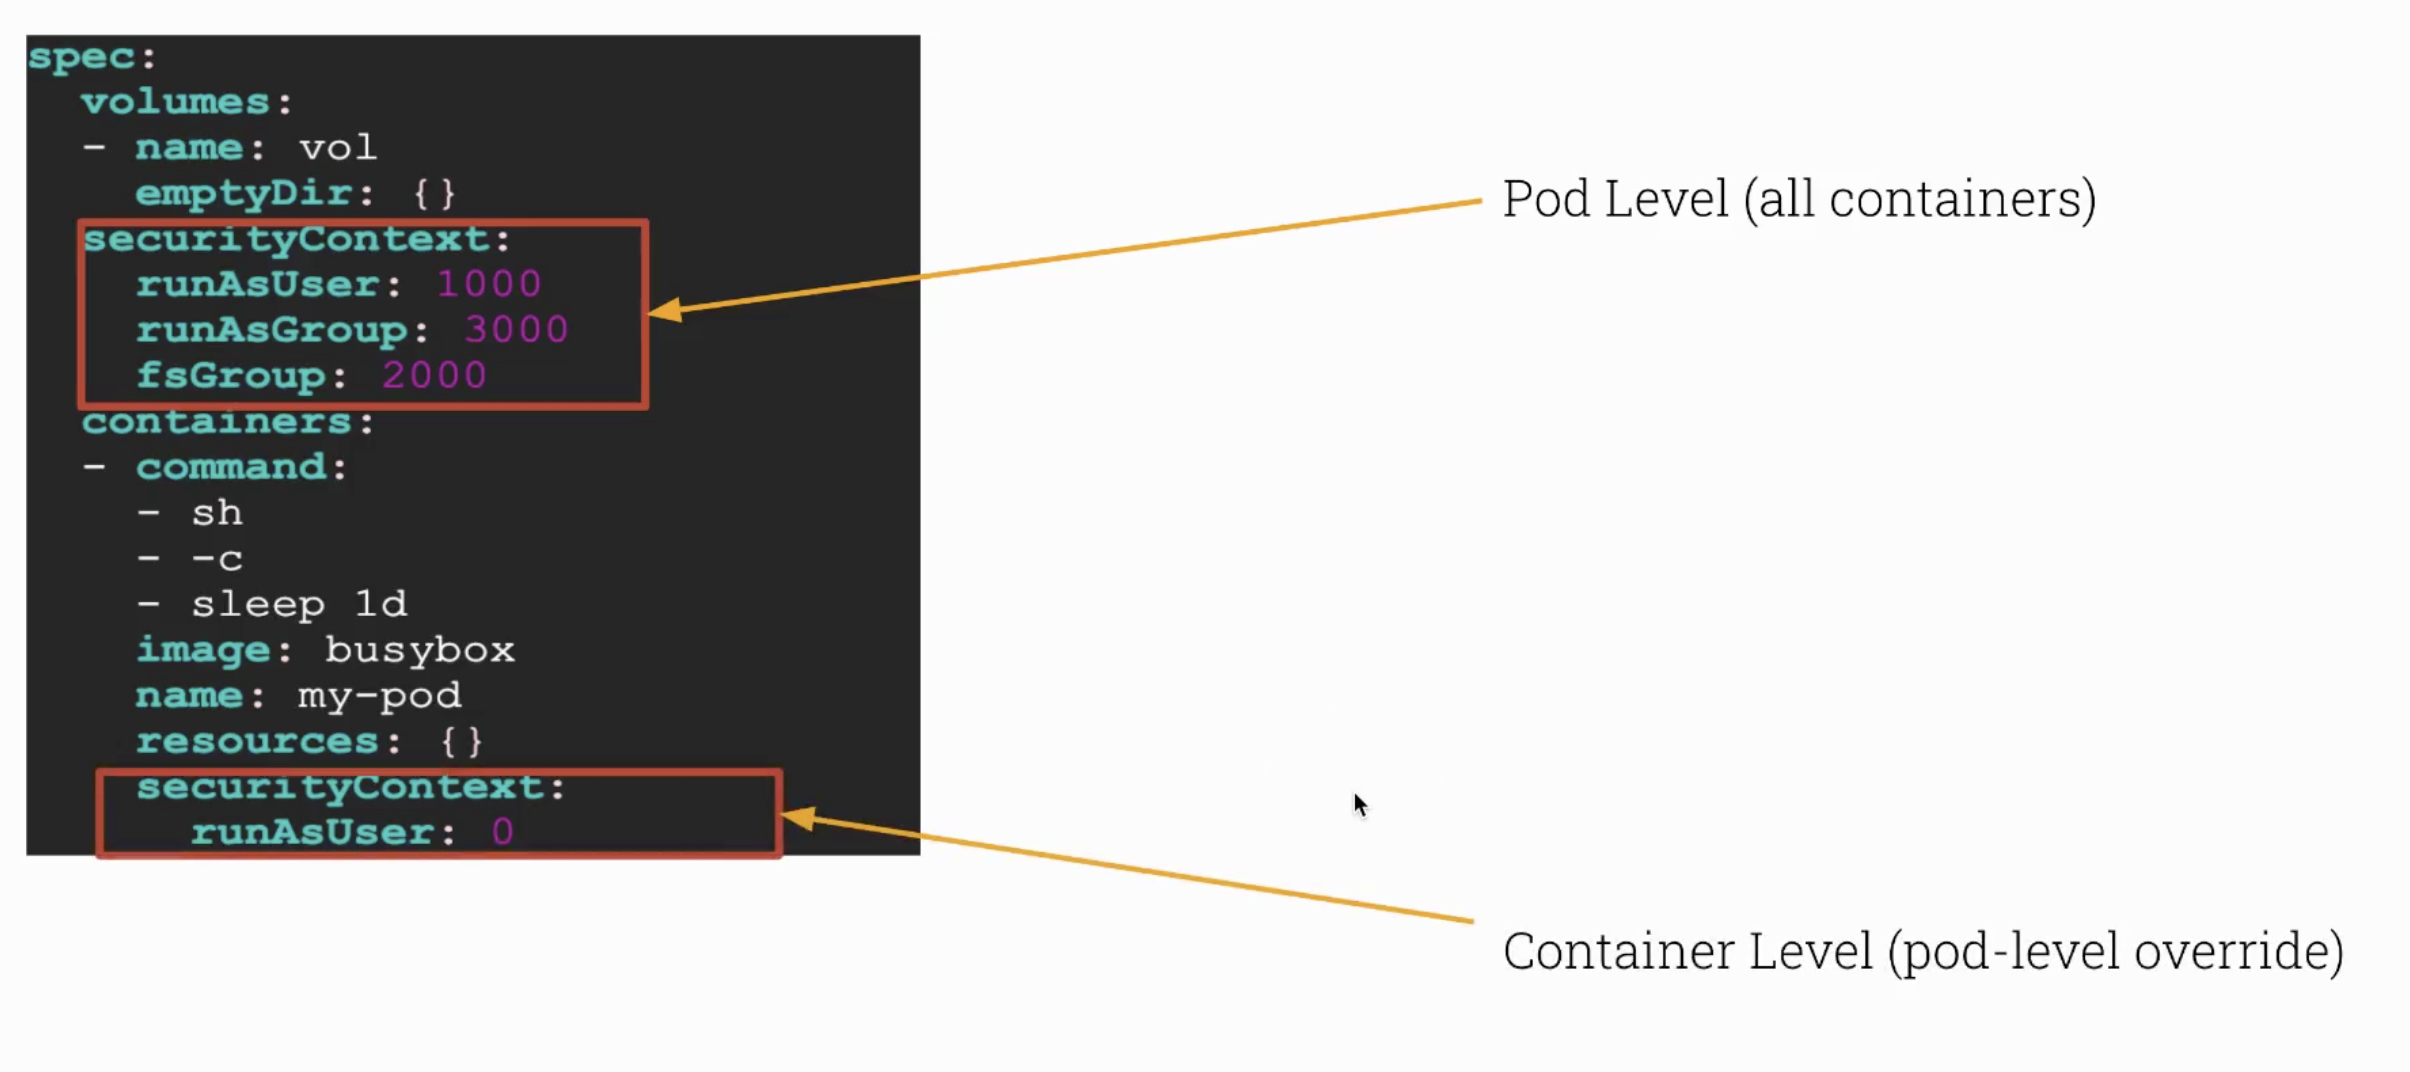 spec:
  volumes:
  - name: vol
    emptyDir: {}
  securityContext:
    runAsUser: 1000
    runAsGroup: 3000
    fsGroup: 2000
  containers:
  - command:
    - sh
    - -c
    - sleep 1d
    image: busybox
    name: my-pod
    resources: {}
    securityContext:
      runAsUser: 0
Pod Level (all containers)
Container Level (pod-level override)